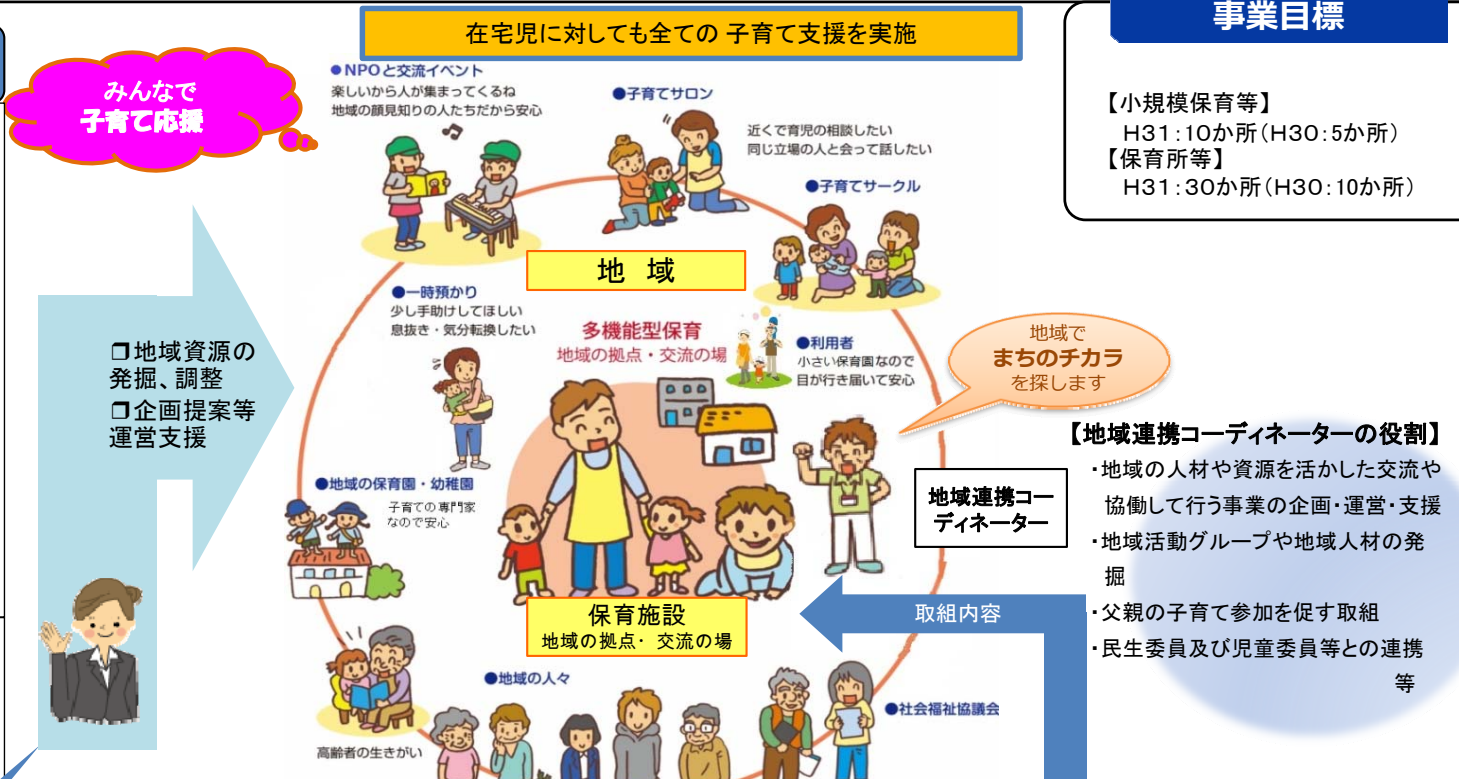 在宅児に対しても全ての 子育て支援を実施
事業目標
みんなで
子育て応援
【小規模保育等】
H31:10か所(H30:5か所)
【保育所等】
H31:30か所(H30:10か所)
●NPOと交流イベント
楽しいから人が集まってくるね
地域の顔見知りの人たちだから安心
●子育てサロン
近くで育児の相談したい
同じ立場の人と会って話したい
●子育てサークル
地 域
●一時預かり
少し手助けしてほしい
息抜き・気分転換したい
多機能型保育
地域の拠点・交流の場
●利用者
小さい保育園なので
目が行き届いて安心
地域で
まちのチカラ
を探します
❒地域資源の
発掘、調整
❒企画提案等
運営支援
●地域の保育園・幼稚園
子育ての専門家
なので安心
地域連携コー
ディネーター
【地域連携コーディネーターの役割】
・地域の人材や資源を活かした交流や
協働して行う事業の企画・運営・支援
・地域活動グループや地域人材の発
掘
・父親の子育て参加を促す取組
・民生委員及び児童委員等との連携
等
取組内容
保育施設
地域の拠点・ 交流の場
●地域の人々
●社会福祉協議会
高齢者の生きがい